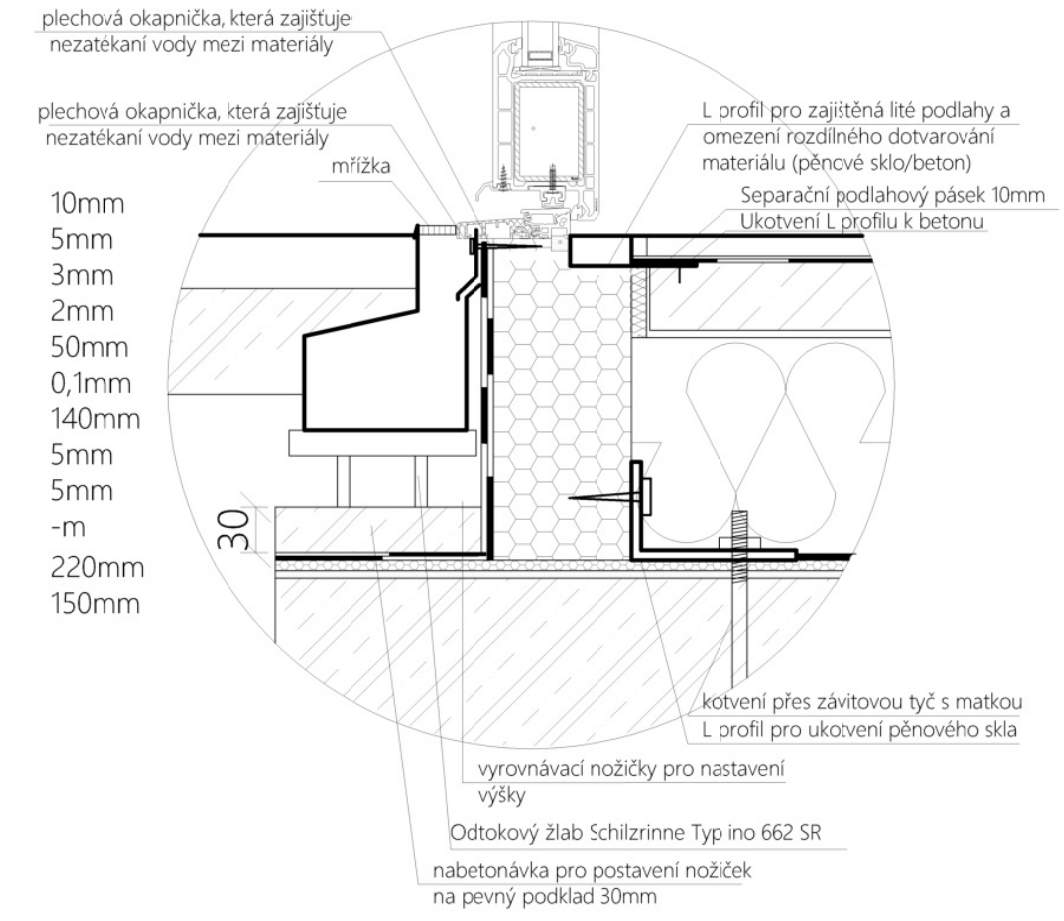 plechová okapnička, která zajišťuje
nezatékaní vody mezi materiály
plechová okapnička, která zajišťuje
nezatékaní vody mezi materiály
mřížka
L profil pro zajištěná lité podlahy a
omezení rozdílného dotvarování
materiálu (pěnové sklo/beton)
Separační podlahový pásek 10mm
Ukotvení L profilu k betonu
10mm
5mm
3mm
2mm
50mm
0,1mm
140mm
5mm
5mm
-m
220mm
150mm
30
kotvení přes závitovou tyč s matkou
L profil pro ukotvení pěnového skla
vyrovnávací nožičky pro nastavení
výšky
Odtokový žlab Schilzrinne Typ ino 662 SR
nabetonávka pro postavení nožiček
na pevný podklad 30mm